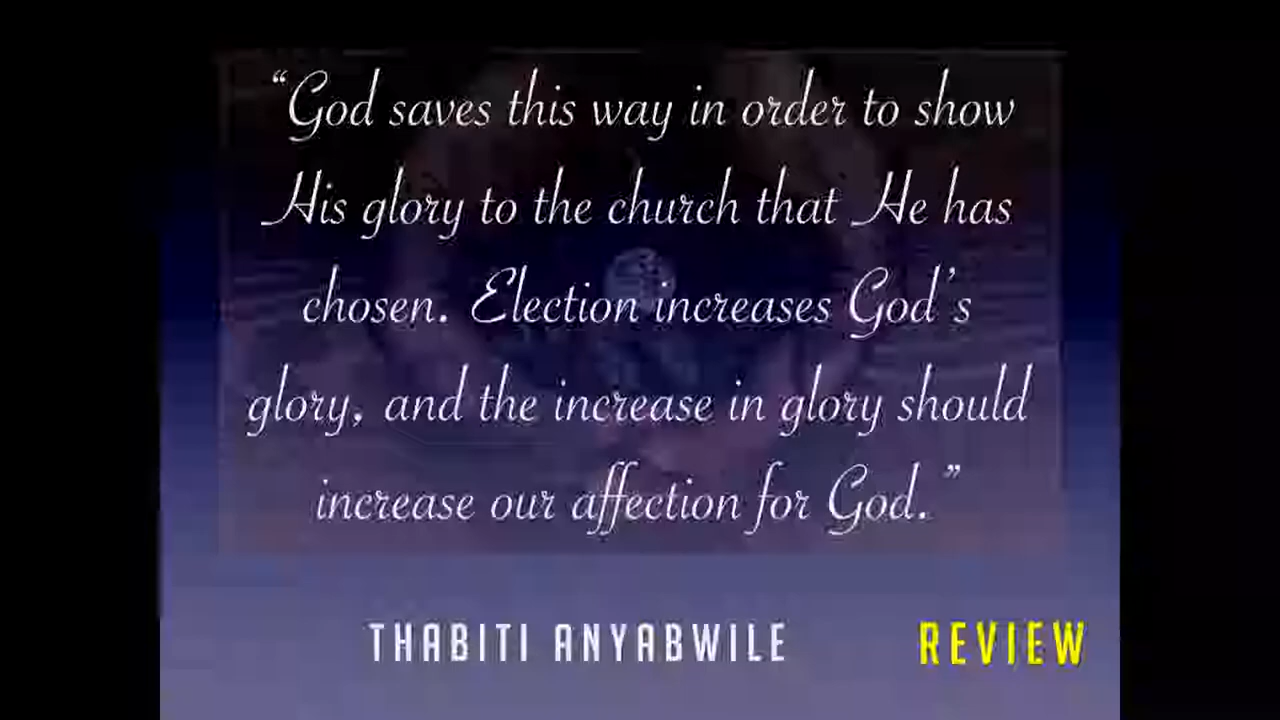 “God saves this way in order to show
His glory to the church that He has
chosen. Election increases God’s
glory, and the increase in glory should
increase our affection for God.”
THABITI ANYABWILE
REVIEW